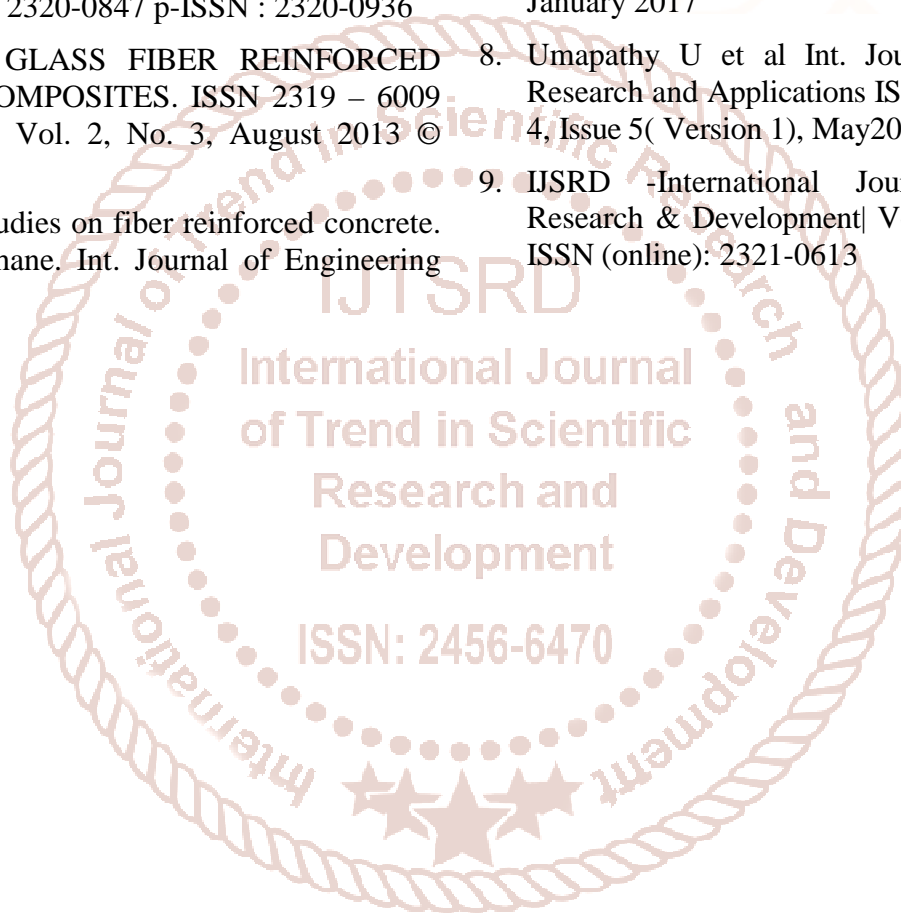 2320-0847 p-ISSN : 2320-0936
GLASS FIBER REINFORCED
OMPOSITES. ISSN 2319 – 6009
Vol. 2, No. 3, August 2013 ©
udies on fiber reinforced concrete.
nane. Int. Journal of Engineering
January 2017
8. Umapathy U et al Int. Jou
Research and Applications IS
4, Issue 5( Version 1), May20
9. IJSRD -International Jour
Research & Development| V
ISSN (online): 2321-0613
International Journal of Trend in Scientific Research and Development
IJTSRD
International Journal
of Trend in Scientific
Research and
Development
ISSN: 2456-6470